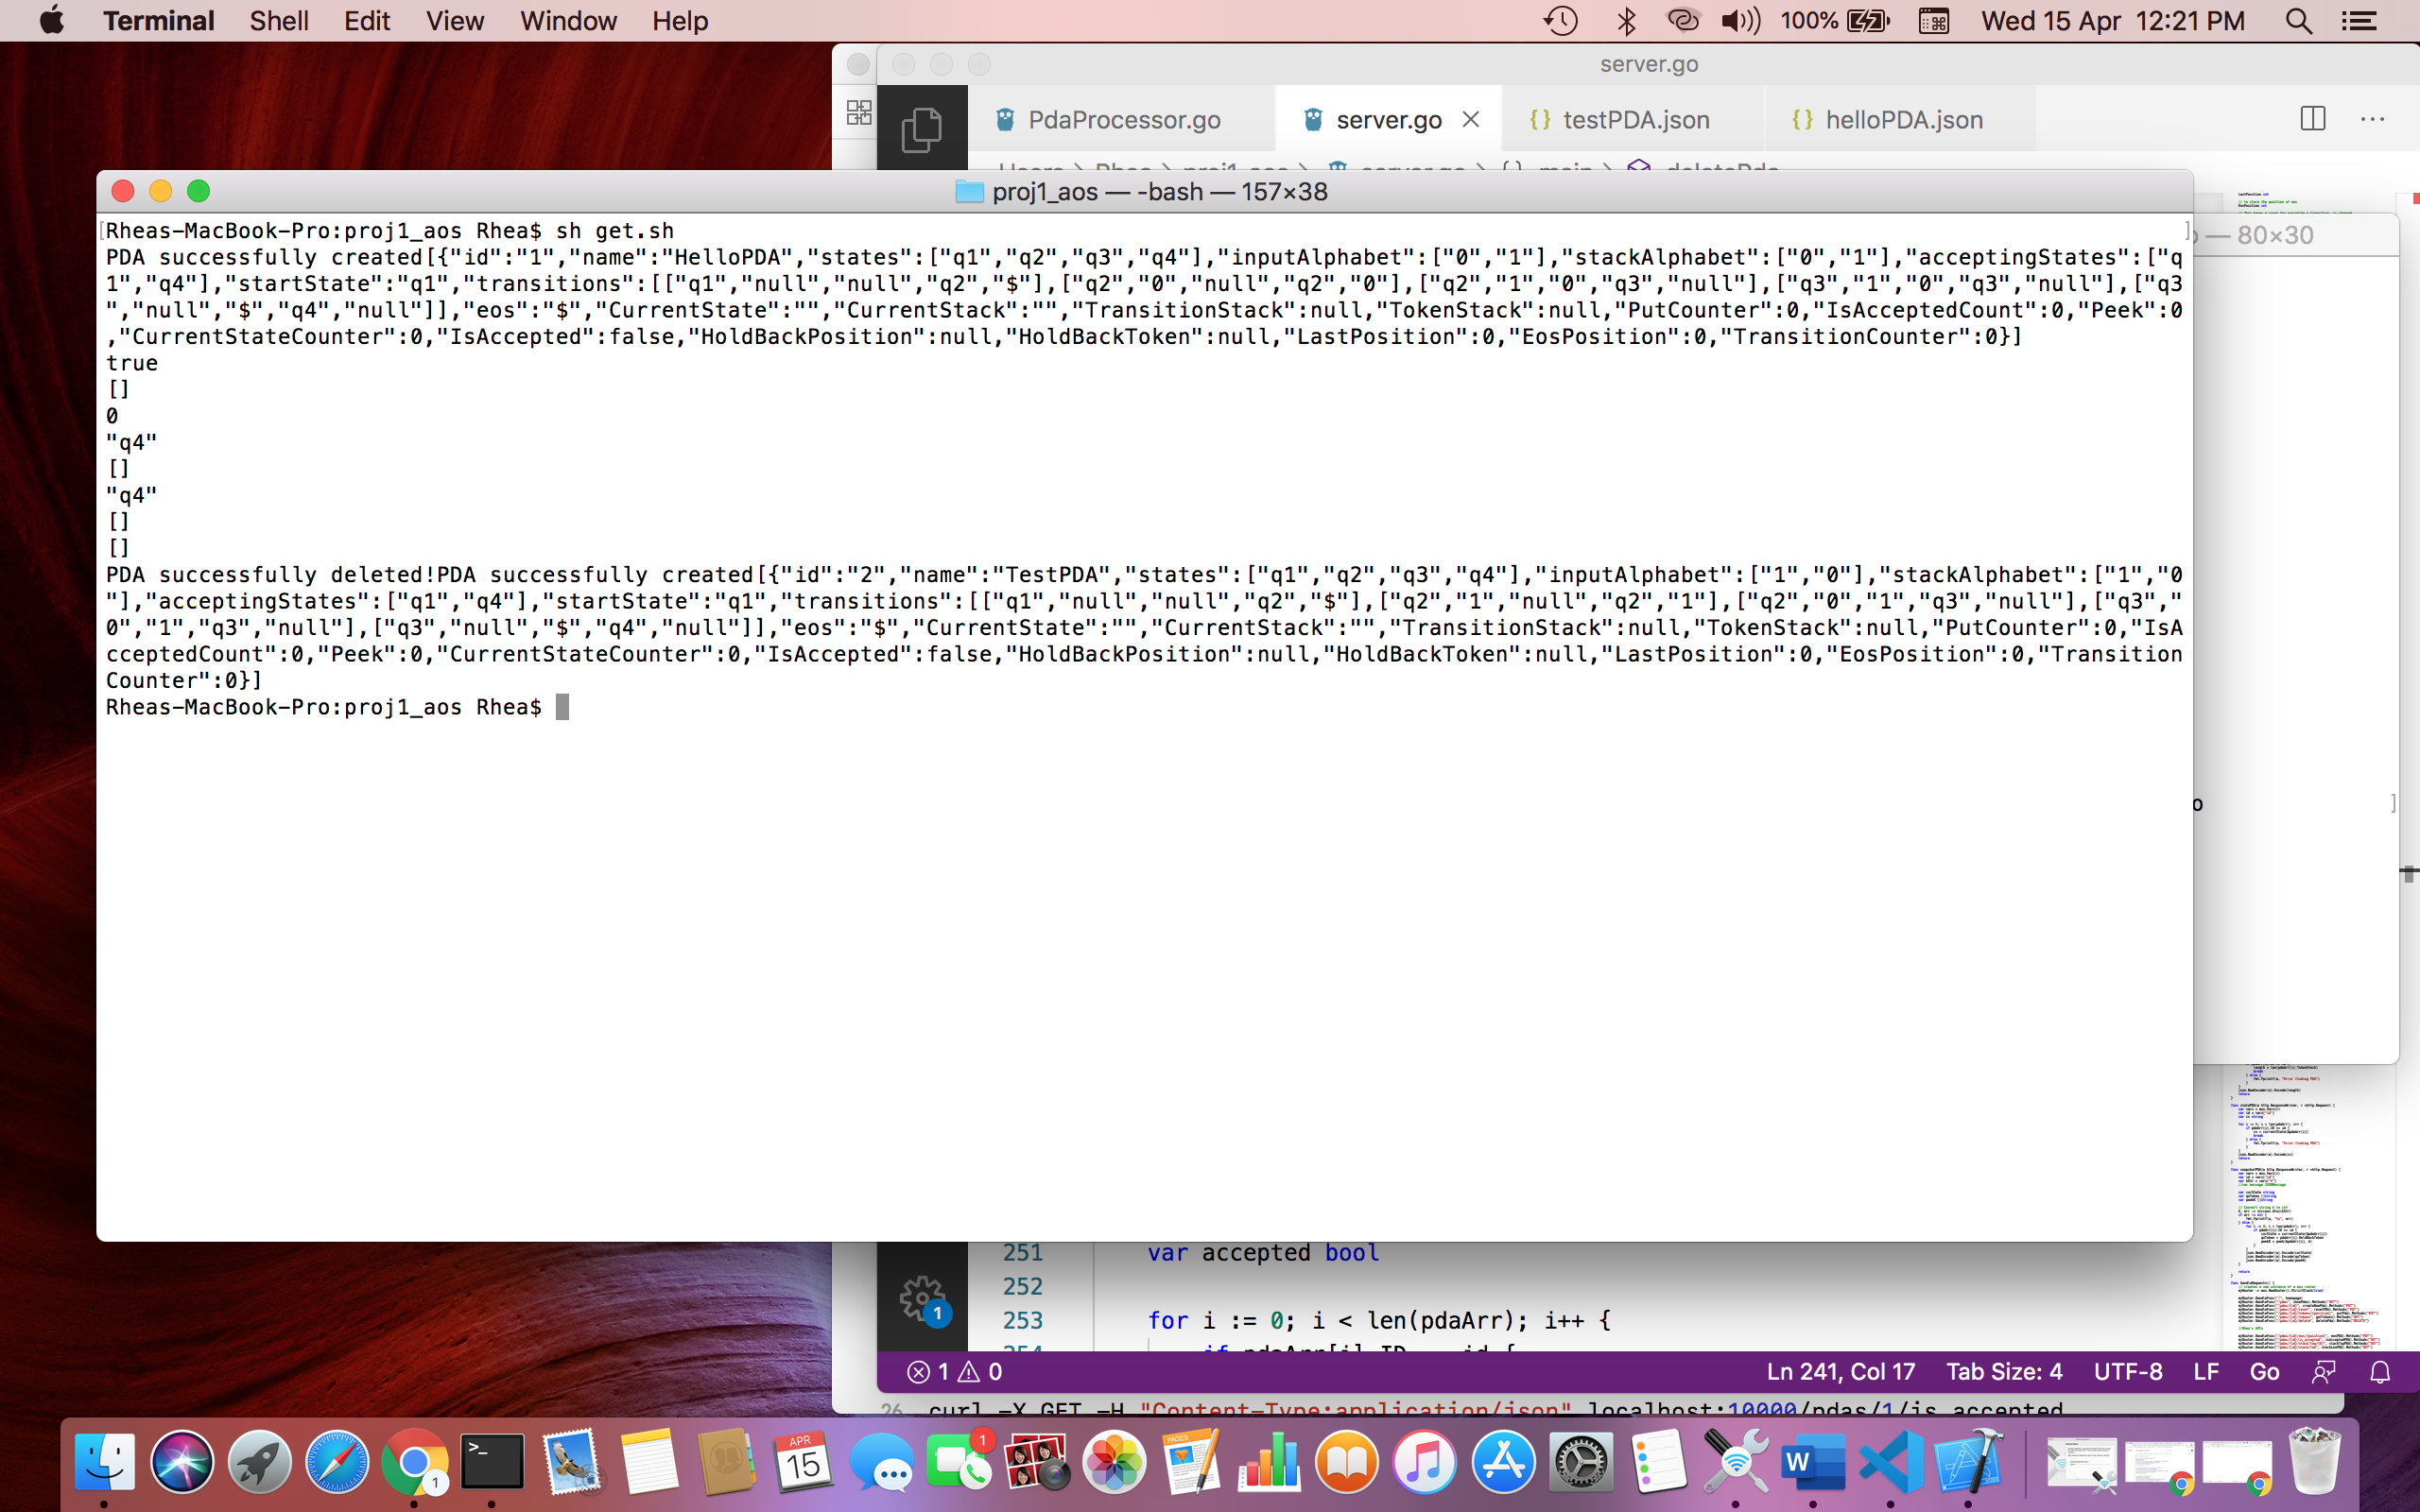 Terminal Shell Edit View Window Help 100% Wed 15 Apr 12:21 PM
server.go
PdaProcessor.go server.go testPDA.json helloPDA.json
proj1_aos — -bash — 157×38
— 80×30
Rheas-MacBook-Pro:proj1_aos Rhea$ sh get.sh
PDA successfully created[{"id":"1","name":"HelloPDA","states":["q1","q2","q3","q4"],"inputAlphabet":["0","1"],"stackAlphabet":["0","1"],"acceptingStates":["q
1","q4"],"startState":"q1","transitions":[["q1","null","null","q2","$"],["q2","0","null","q2","0"],["q2","1","0","q3","null"],["q3","1","0","q3","null"],["q3
","null","$","q4","null"]],"eos":"$","CurrentState":"","CurrentStack":"","TransitionStack":null,"TokenStack":null,"PutCounter":0,"IsAcceptedCount":0,"Peek":0
,"CurrentStateCounter":0,"IsAccepted":false,"HoldBackPosition":null,"HoldBackToken":null,"LastPosition":0,"EosPosition":0,"TransitionCounter":0}]
true
[]
0
"q4"
[]
"q4"
[]
[]
PDA successfully deleted!PDA successfully created[{"id":"2","name":"TestPDA","states":["q1","q2","q3","q4"],"inputAlphabet":["1","0"],"stackAlphabet":["1","0
"],"acceptingStates":["q1","q4"],"startState":"q1","transitions":[["q1","null","null","q2","$"],["q2","1","null","q2","1"],["q2","0","1","q3","null"],["q3","
0","1","q3","null"],["q3","null","$","q4","null"]],"eos":"$","CurrentState":"","CurrentStack":"","TransitionStack":null,"TokenStack":null,"PutCounter":0,"IsA
cceptedCount":0,"Peek":0,"CurrentStateCounter":0,"IsAccepted":false,"HoldBackPosition":null,"HoldBackToken":null,"LastPosition":0,"EosPosition":0,"Transition
Counter":0}]
Rheas-MacBook-Pro:proj1_aos Rhea$
251 var accepted bool
252
253 for i := 0; i < len(pdaArr); i++ {
1 0 Ln 241, Col 17 Tab Size: 4 UTF-8 LF Go
26 curl -X GET -H "Content-Type:application/json" localhost:10000/pdas/1/is_accepted
APR
15
PAGES